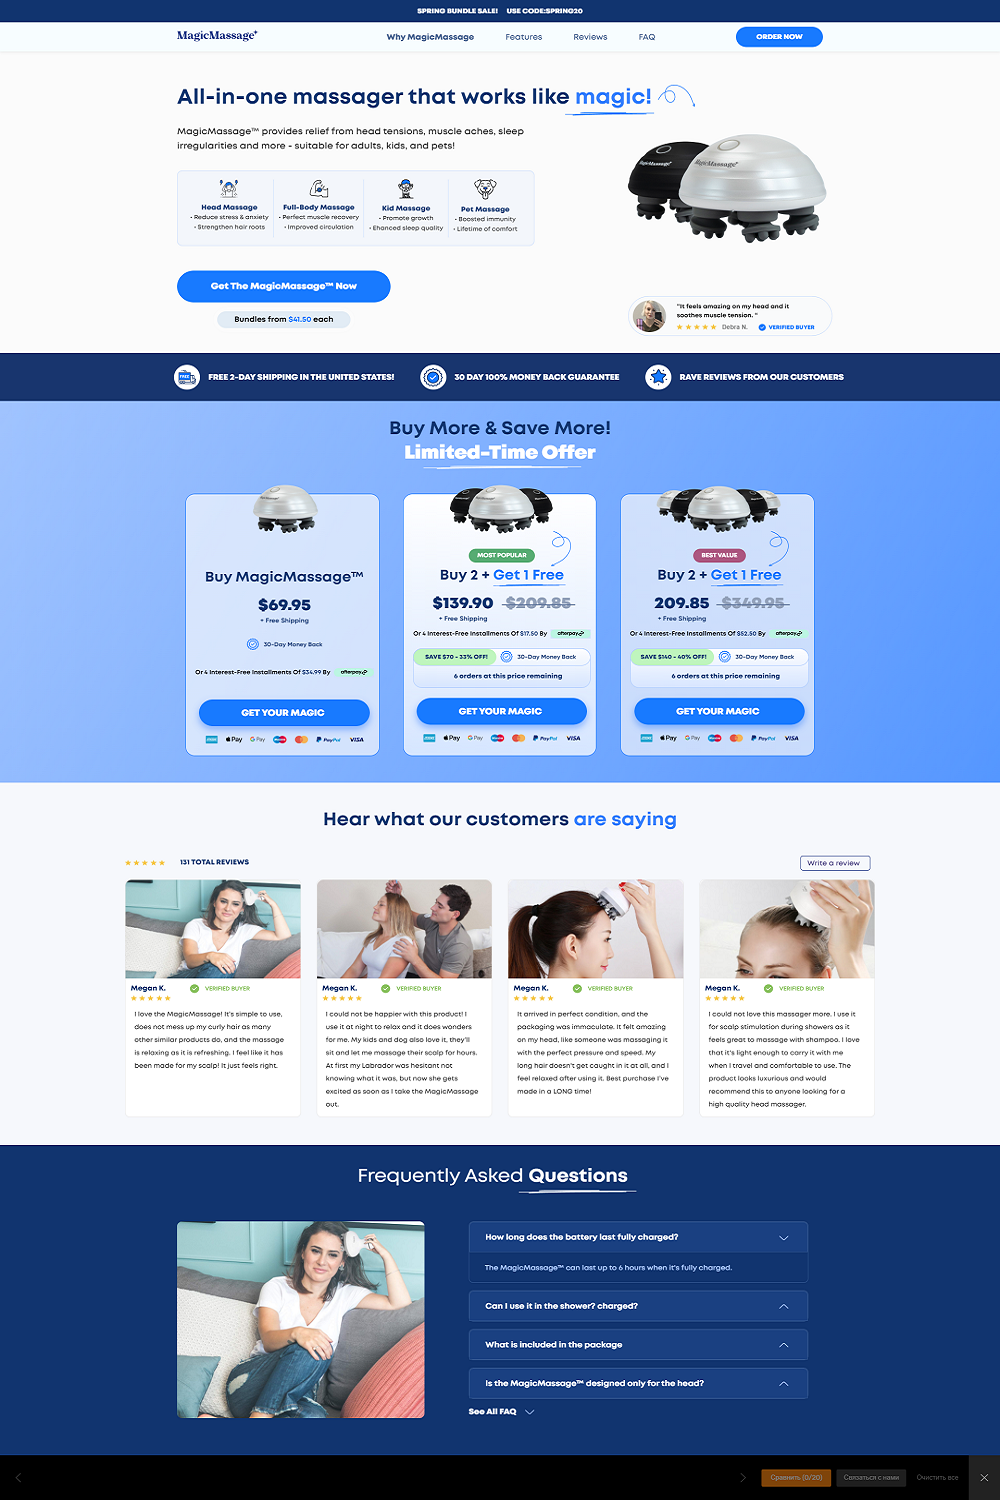 SPRING BUNDLE SALE! USE CODE:SPRING20
MagicMassage
Why MagicMassage
Features
Reviews
FAQ
ORDER NOW
All-in-one massager that works like magic!
MagicMassage™ provides relief from head tensions, muscle aches, sleep
irregularities and more - suitable for adults, kids, and pets!
Head Massage
• Reduce stress & anxiety
• Strengthen hair roots
Full-Body Massage
• Perfect muscle recovery
• Improved circulation
Kid Massage
• Promote growth
• Ehanced sleep quality
Pet Massage
• Boosted immunity
• Lifetime of comfort
MagicMassage
MagicMassage
Get The MagicMassage™ Now
Bundles from $41.50 each
"It feels amazing on my head and it
soothes muscle tension. "
Debra N.
VERIFIED BUYER
FREE
FREE 2-DAY SHIPPING IN THE UNITED STATES!
30 DAY 100% MONEY BACK GUARANTEE
RAVE REVIEWS FROM OUR CUSTOMERS
Buy More & Save More!
Limited-Time Offer
Buy MagicMassage™
$69.95
+ Free Shipping
30-Day Money Back
Or 4 Interest-Free Installments Of $34.99 By afterpay
GET YOUR MAGIC
Pay
G Pay
PayPal
VISA
MOST POPULAR
Buy 2 + Get 1 Free
$139.90 $209.85
+ Free Shipping
Or 4 Interest-Free Installments Of $17.50 By afterpay
SAVE $70 - 33% OFF!
30-Day Money Back
6 orders at this price remaining
GET YOUR MAGIC
Pay
G Pay
PayPal
VISA
BEST VALUE
Buy 2 + Get 1 Free
209.85 $349.95
+ Free Shipping
Or 4 Interest-Free Installments Of $52.50 By afterpay
SAVE $140 - 40% OFF!
30-Day Money Back
6 orders at this price remaining
GET YOUR MAGIC
Pay
G Pay
PayPal
VISA
Hear what our customers are saying
131 TOTAL REVIEWS
Write a review
Megan K.
VERIFIED BUYER
I love the MagicMassage! It's simple to use,
does not mess up my curly hair as many
other similar products do, and the massage
is relaxing as it is refreshing. I feel like it has
been made for my scalp! It just feels right.
Megan K.
VERIFIED BUYER
I could not be happier with this product! I
use it at night to relax and it does wonders
for me. My kids and dog also love it, they'll
sit and let me massage their scalp for hours.
At first my Labrador was hesitant not
knowing what it was, but now she gets
excited as soon as I take the MagicMassage
out.
Megan K.
VERIFIED BUYER
It arrived in perfect condition, and the
packaging was immaculate. It felt amazing
on my head, like someone was massaging it
with the perfect pressure and speed. My
long hair doesn't get caught in it at all, and I
feel relaxed after using it. Best purchase I've
made in a LONG time!
Megan K.
VERIFIED BUYER
I could not love this massager more. I use it
for scalp stimulation during showers as it
feels great to massage with shampoo. I love
that it's light enough to carry it with me
when I travel and comfortable to use. The
product looks luxurious and would
recommend this to anyone looking for a
high quality head massager.
Frequently Asked Questions
How long does the battery last fully charged?
The MagicMassage™ can last up to 6 hours when it's fully charged.
Can I use it in the shower? charged?
What is included in the package
Is the MagicMassage™ designed only for the head?
See All FAQ
Сравнить (0/20)
Связаться с нами
Очистить все